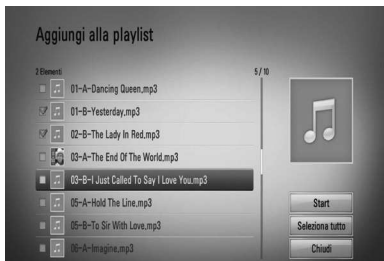 Aggiungi alla playlist
2 Elementi
5 / 10
01-A-Dancing Queen.mp3
01-B-Yesterday.mp3
02-B-The Lady In Red.mp3
03-A-The End Of The World.mp3
03-B-I Just Called To Say I Love You.mp3
05-A-Hold The Line.mp3
05-B-To Sir With Love.mp3
06-A-Imagine.mp3
Start
Seleziona tutto
Chiudi